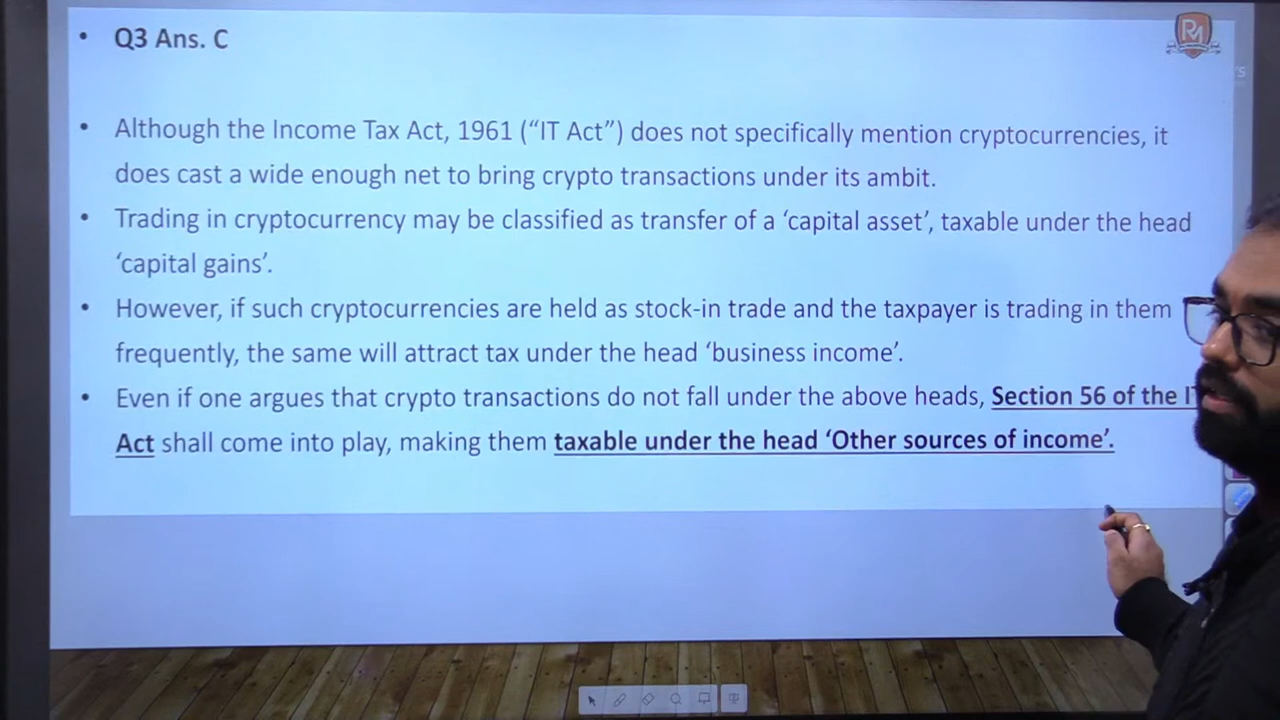 • Q3 Ans. C
RM
's
• Although the Income Tax Act, 1961 (“IT Act”) does not specifically mention cryptocurrencies, it
does cast a wide enough net to bring crypto transactions under its ambit.
• Trading in cryptocurrency may be classified as transfer of a ‘capital asset’, taxable under the head
‘capital gains’.
• However, if such cryptocurrencies are held as stock-in trade and the taxpayer is trading in them
frequently, the same will attract tax under the head ‘business income’.
• Even if one argues that crypto transactions do not fall under the above heads, Section 56 of the
Act shall come into play, making them taxable under the head ‘Other sources of income’.